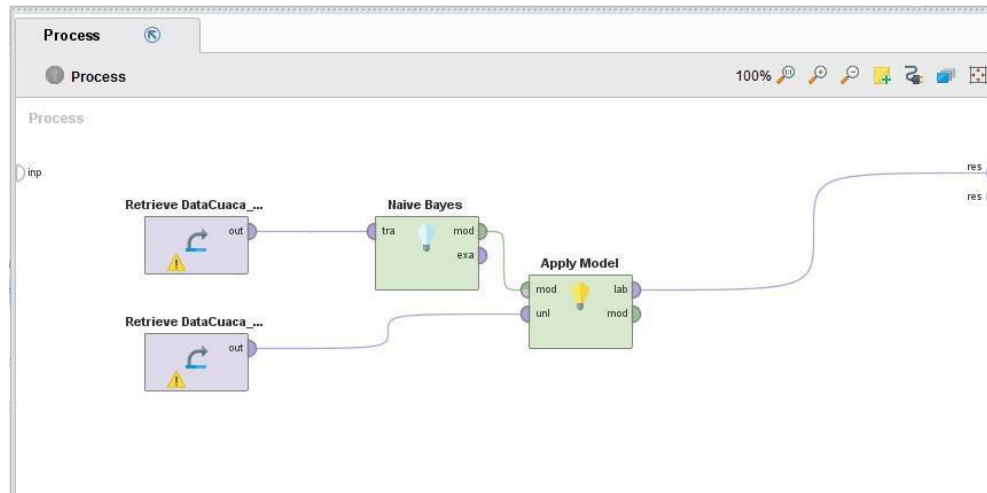 Process
Process
100%
Process
inp
res
res
Retrieve DataCuaca_...
out
Naive Bayes
tra
mod
exa
Apply Model
mod
lab
unl
mod
Retrieve DataCuaca_...
out